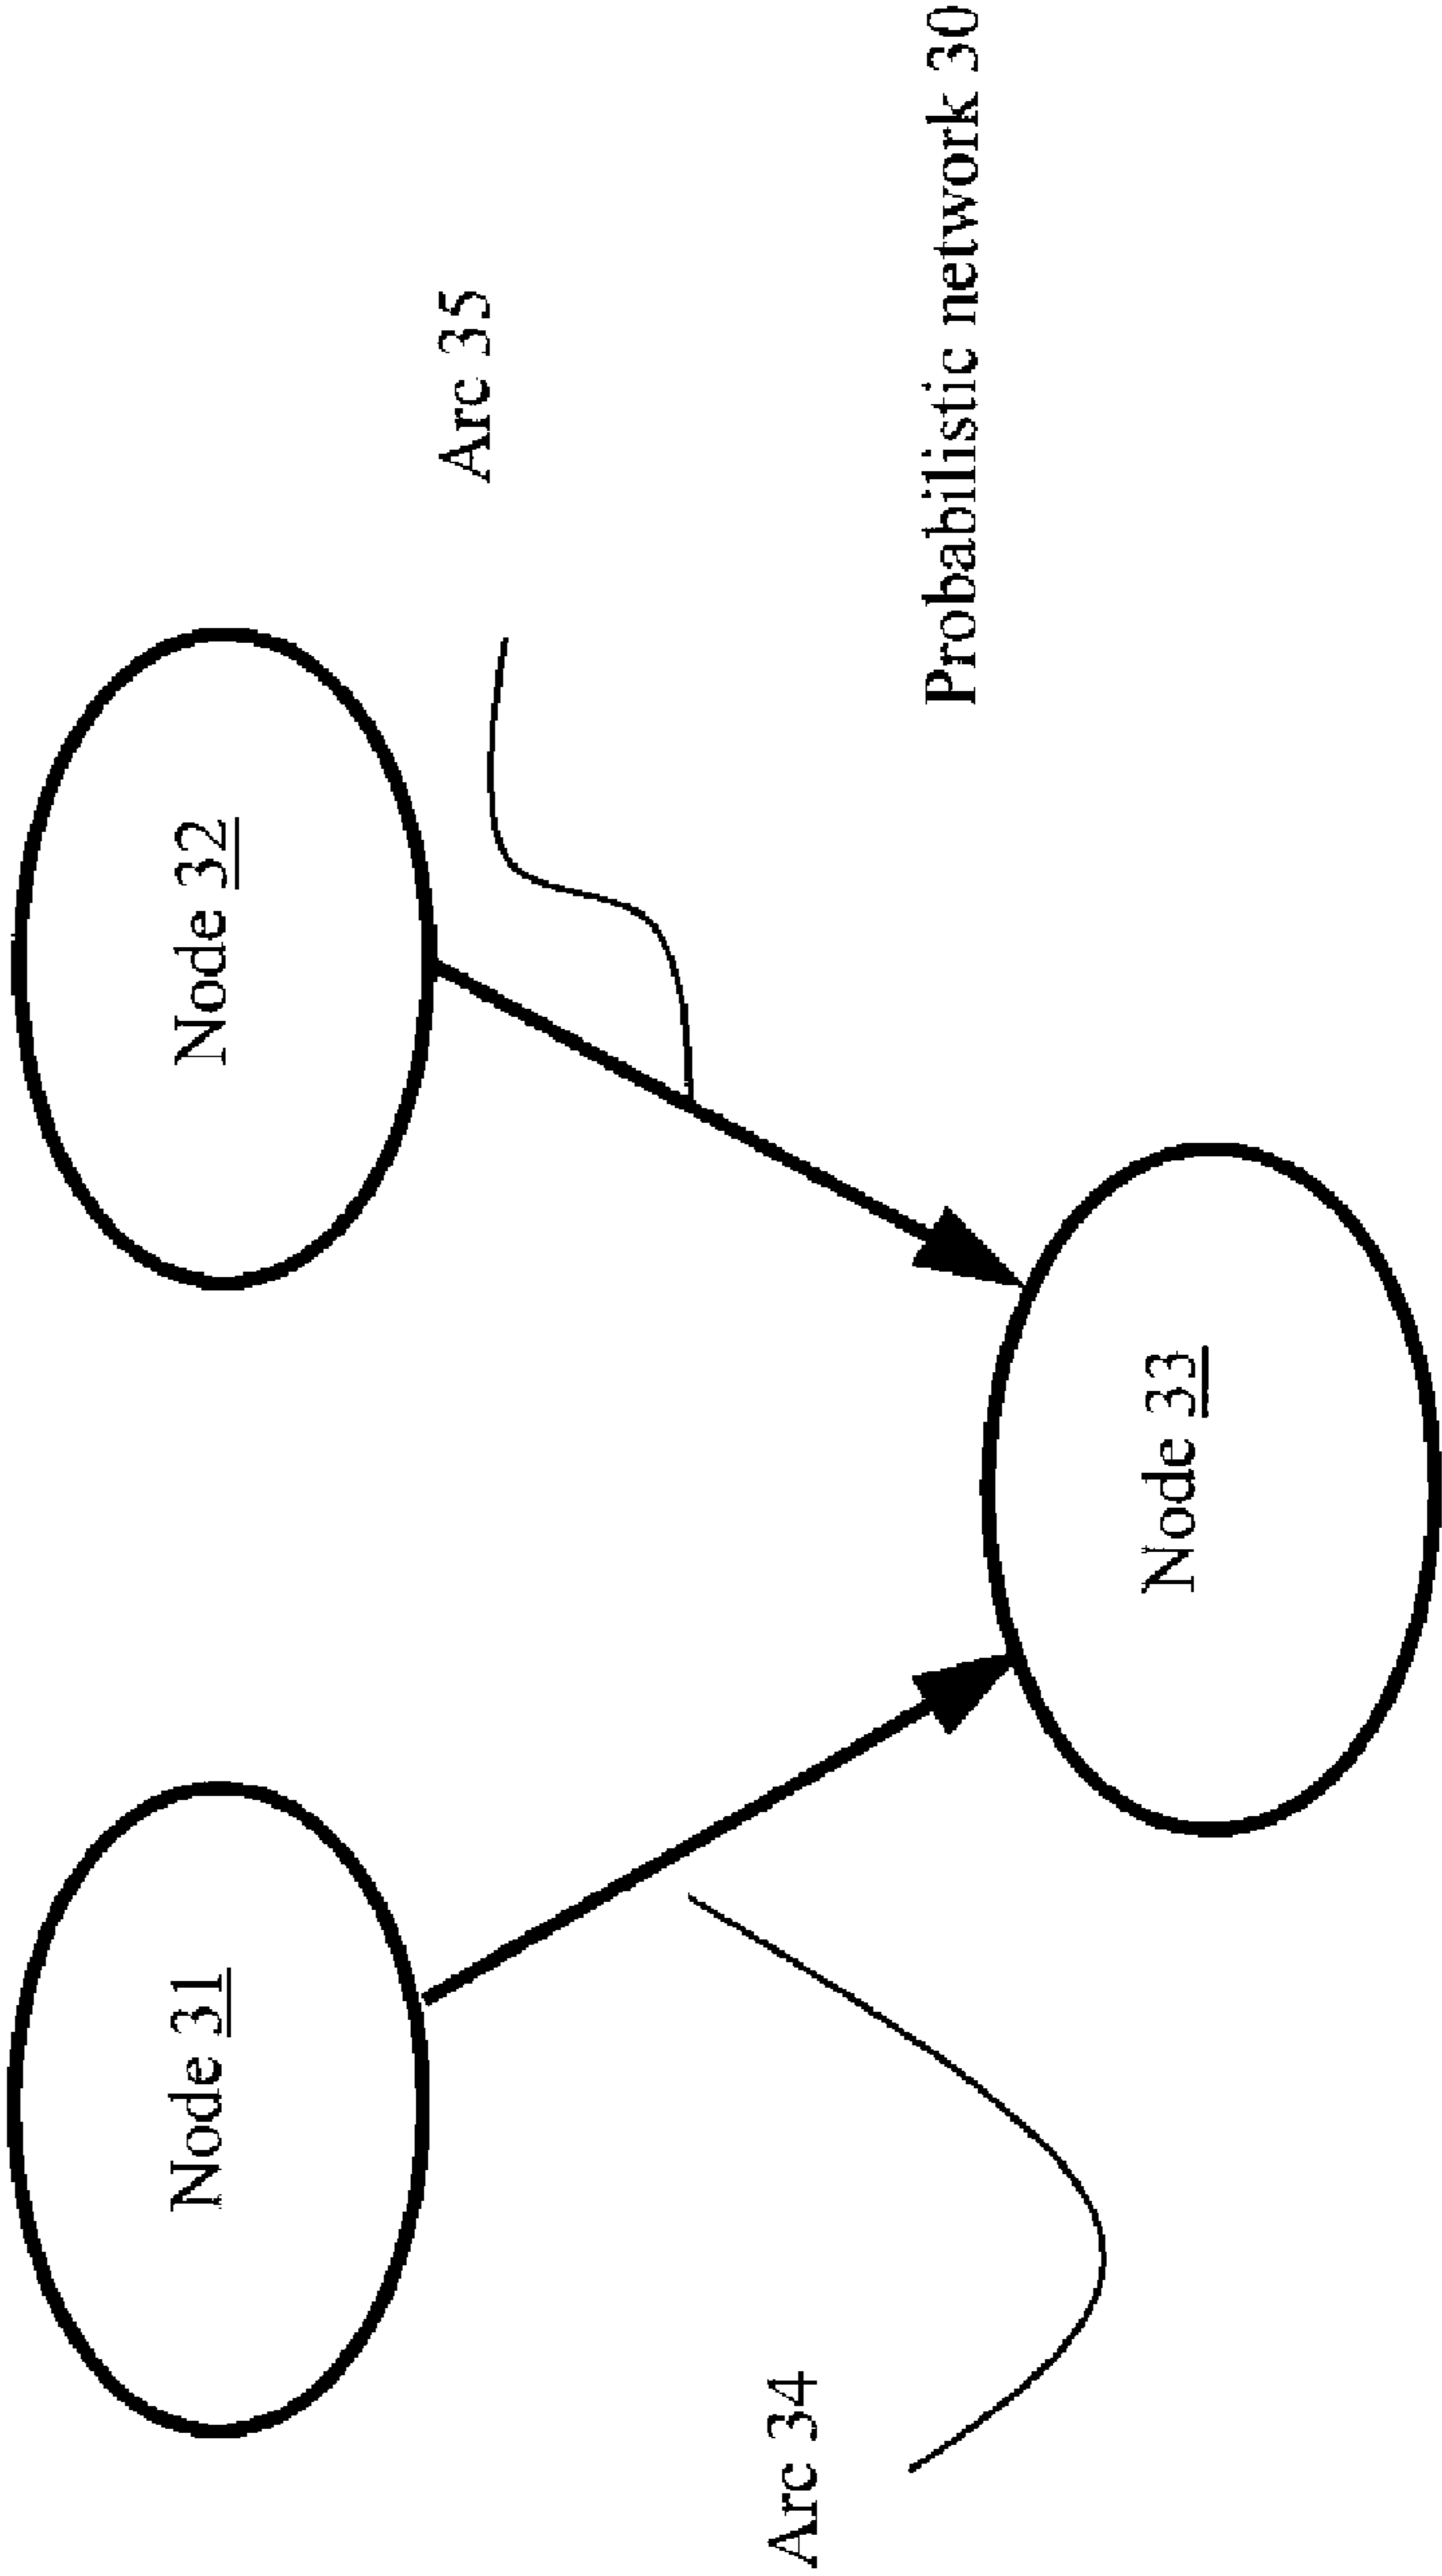 Node 31
Node 32
Arc 35
Arc 34
Probabilistic network 30
Node 33